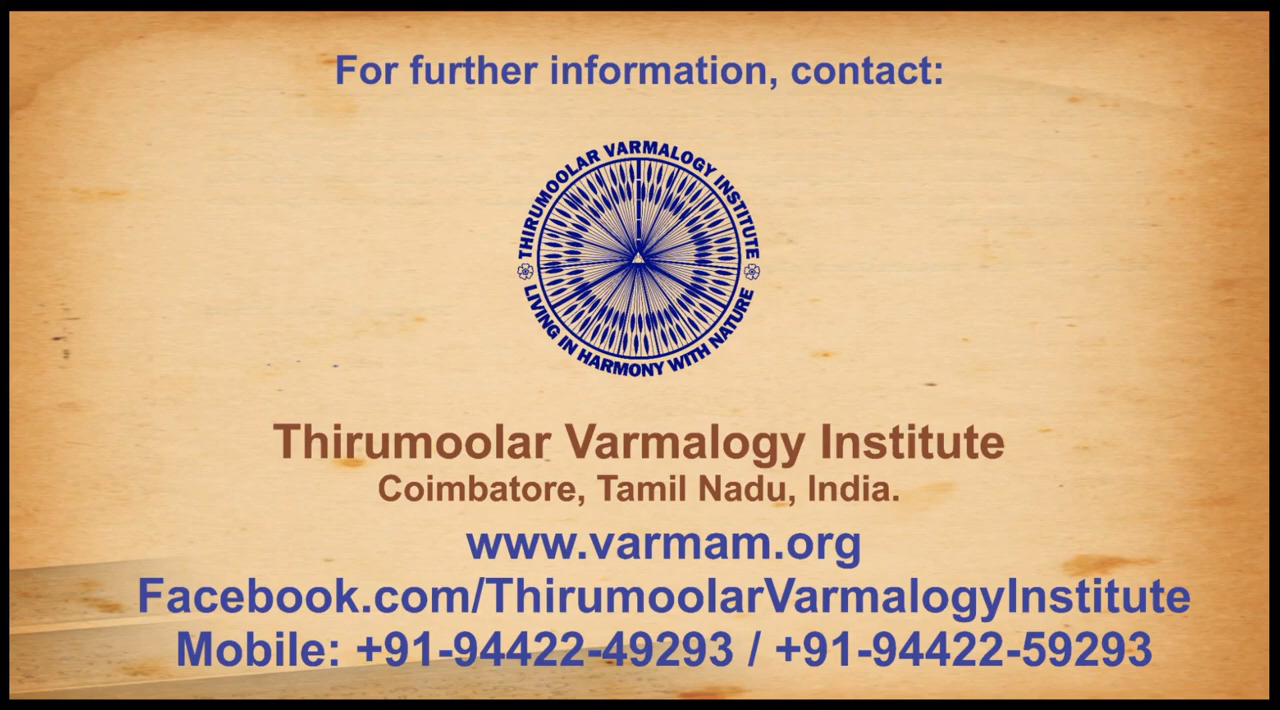 For further information, contact:
THIRUMOOLAR VARMALOGY INSTITUTE
LIVING IN HARMONY WITH NATURE
Thirumoolar Varmalogy Institute
Coimbatore, Tamil Nadu, India.
www.varmam.org
Facebook.com/ThirumoolarVarmalogyInstitute
Mobile: +91-94422-49293 / +91-94422-59293